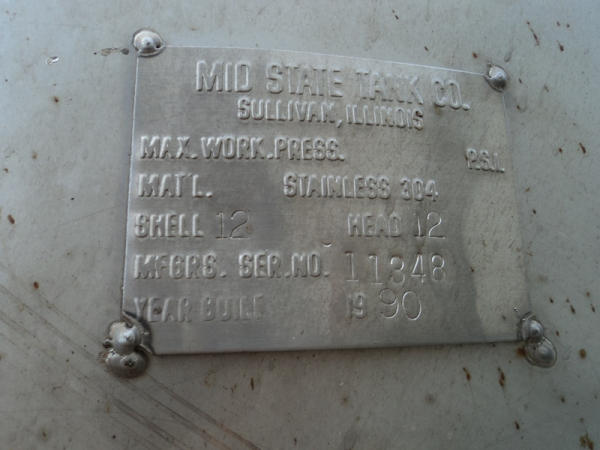 MID STATE TANK CO.
SULLIVAN, ILLINOIS
MAX. WORK. PRESS. P.S.I.
MAT'L. STAINLESS 304
SHELL 12 HEAD 12
MFGRS. SER. NO. 11348
YEAR BUILT 1990